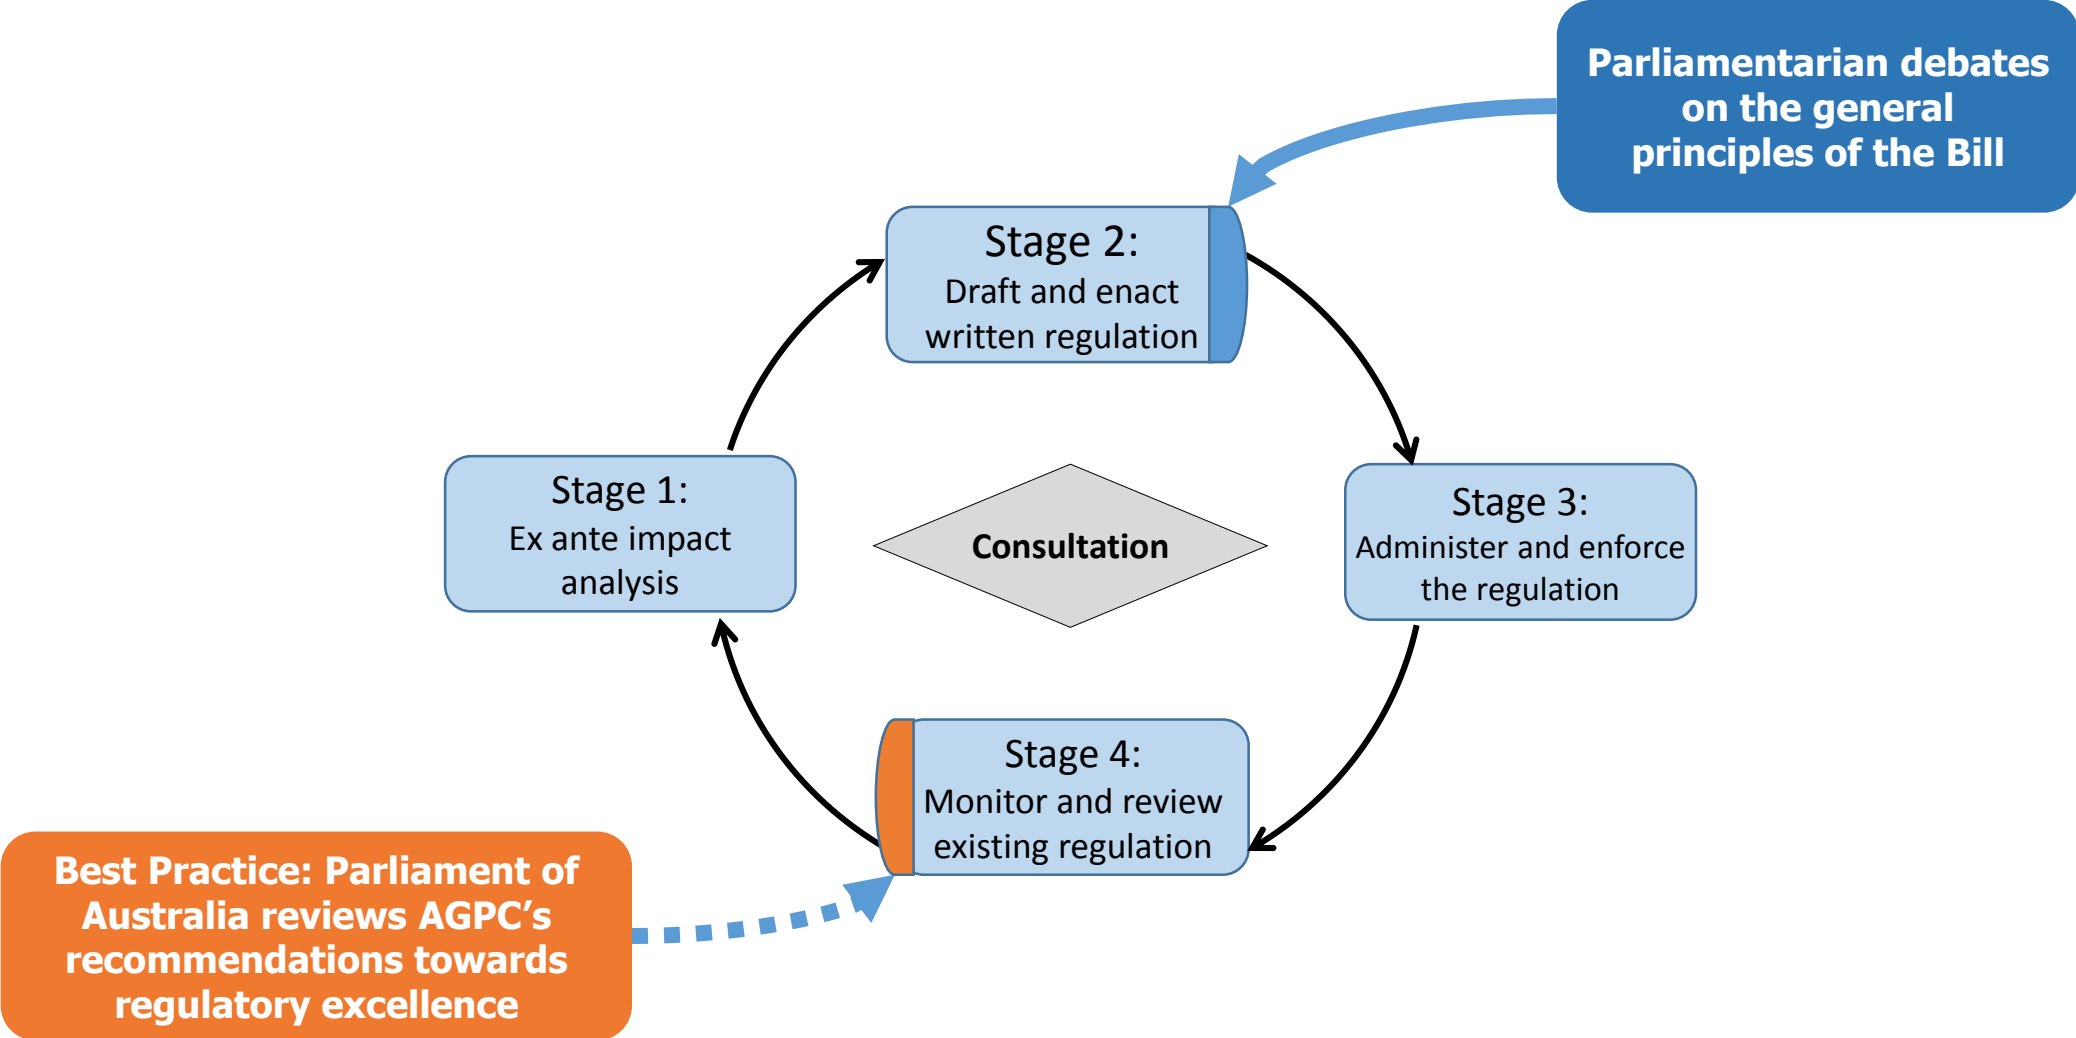 Parliamentarian debates
on the general
principles of the Bill
Stage 2:
Draft and enact
written regulation
Stage 1:
Ex ante impact
analysis
Consultation
Stage 3:
Administer and enforce
the regulation
Stage 4:
Monitor and review
existing regulation
Best Practice: Parliament of
Australia reviews AGPC’s
recommendations towards
regulatory excellence